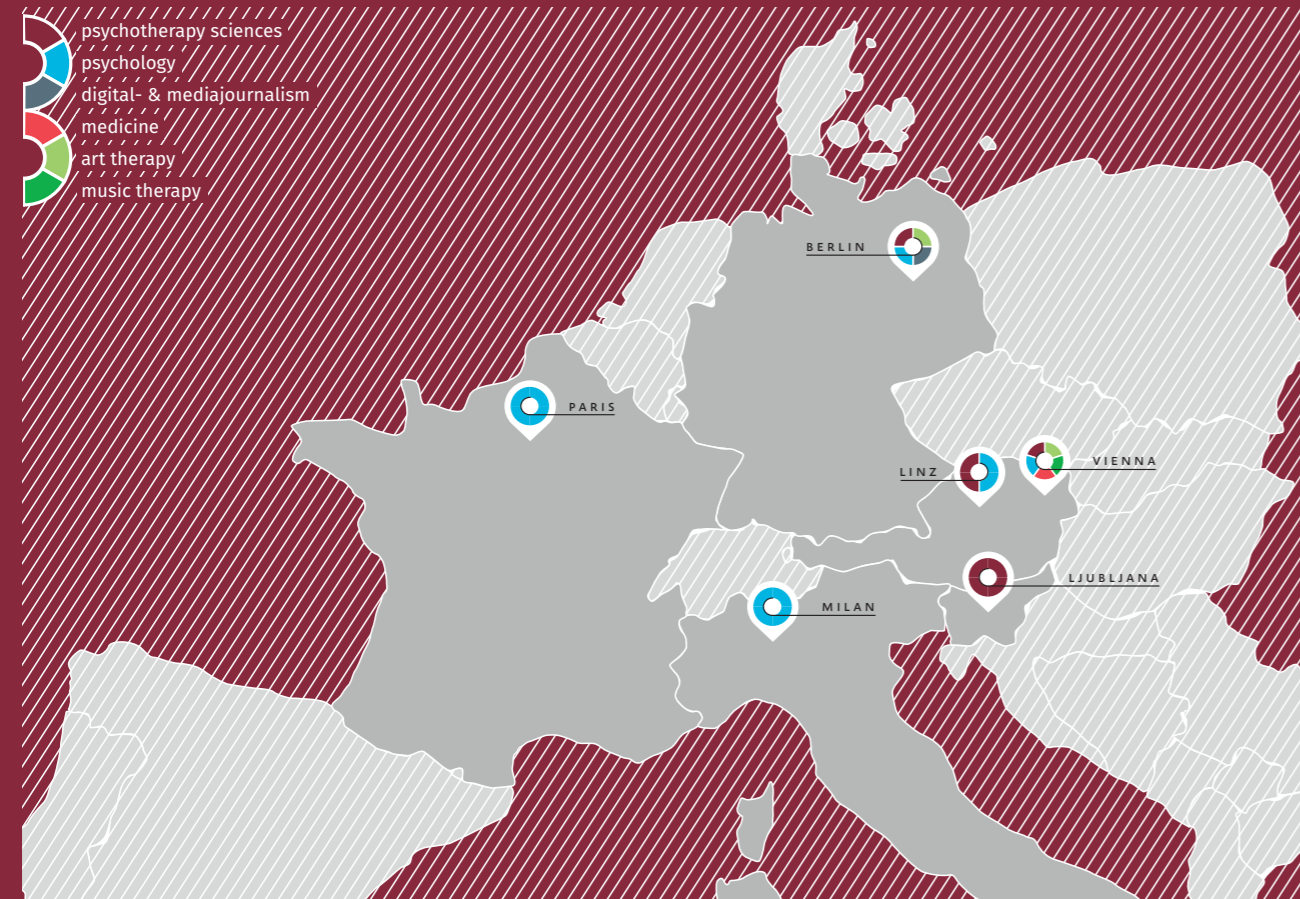 psychotherapy sciences
psychology
digital- & mediajournalism
medicine
art therapy
music therapy
BERLIN
PARIS
LINZ
VIENNA
LJUBLJANA
MILAN